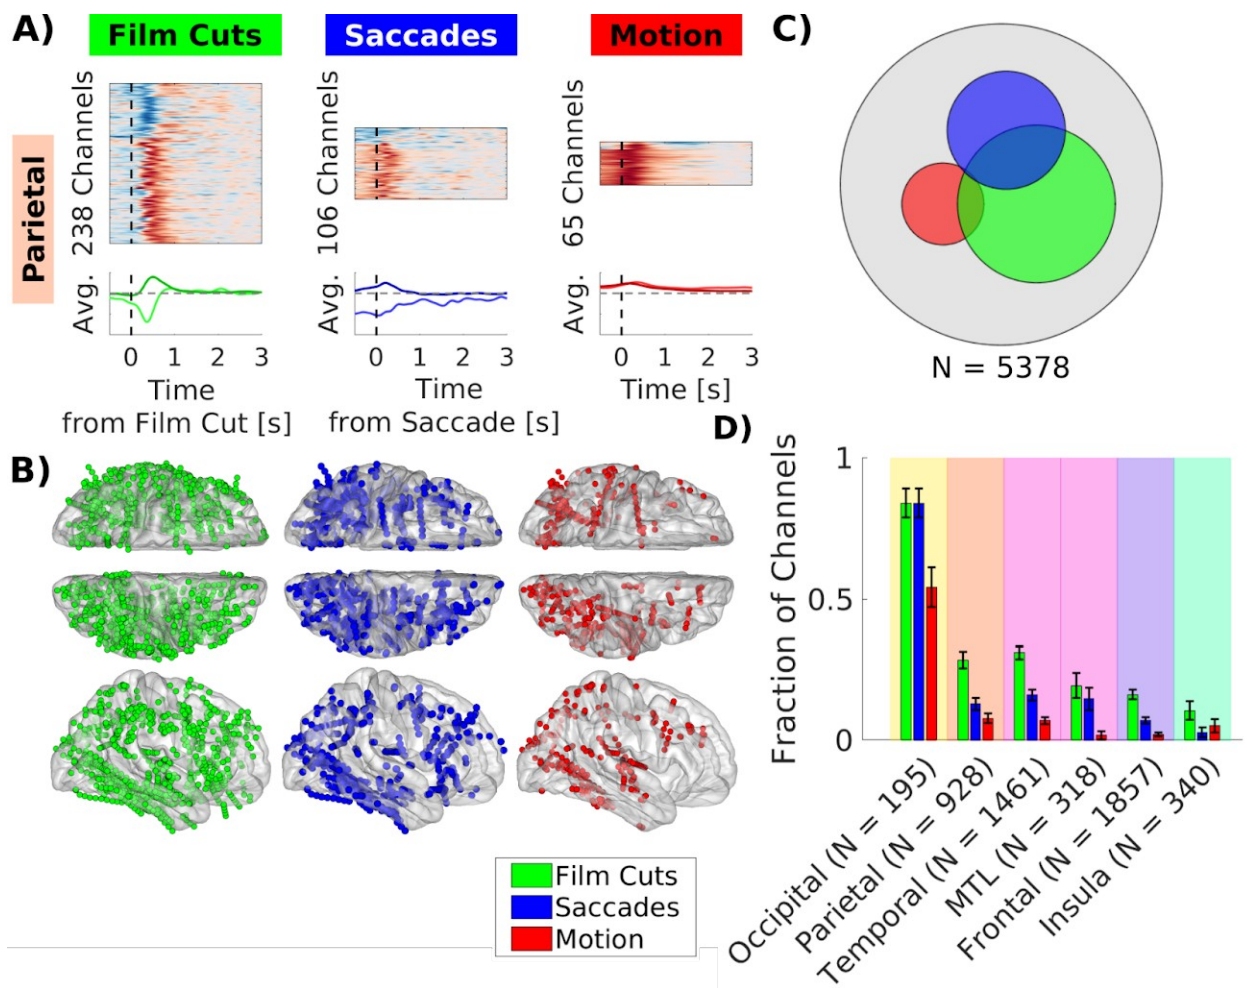 A)
Film Cuts
Saccades
Motion
C)
Parietal
238 Channels
106 Channels
65 Channels
Avg.
Avg.
Avg.
0 1 2 3
0 1 2 3
0 1 2 3
Time
from Film Cut [s]
Time
from Saccade [s]
Time [s]
N = 5378
B)
D)
Fraction of Channels
1
0.5
0
Occipital (N = 195)
Parietal (N = 928)
Temporal (N = 1461)
MTL (N = 318)
Frontal (N = 1857)
Insula (N = 340)
Film Cuts
Saccades
Motion